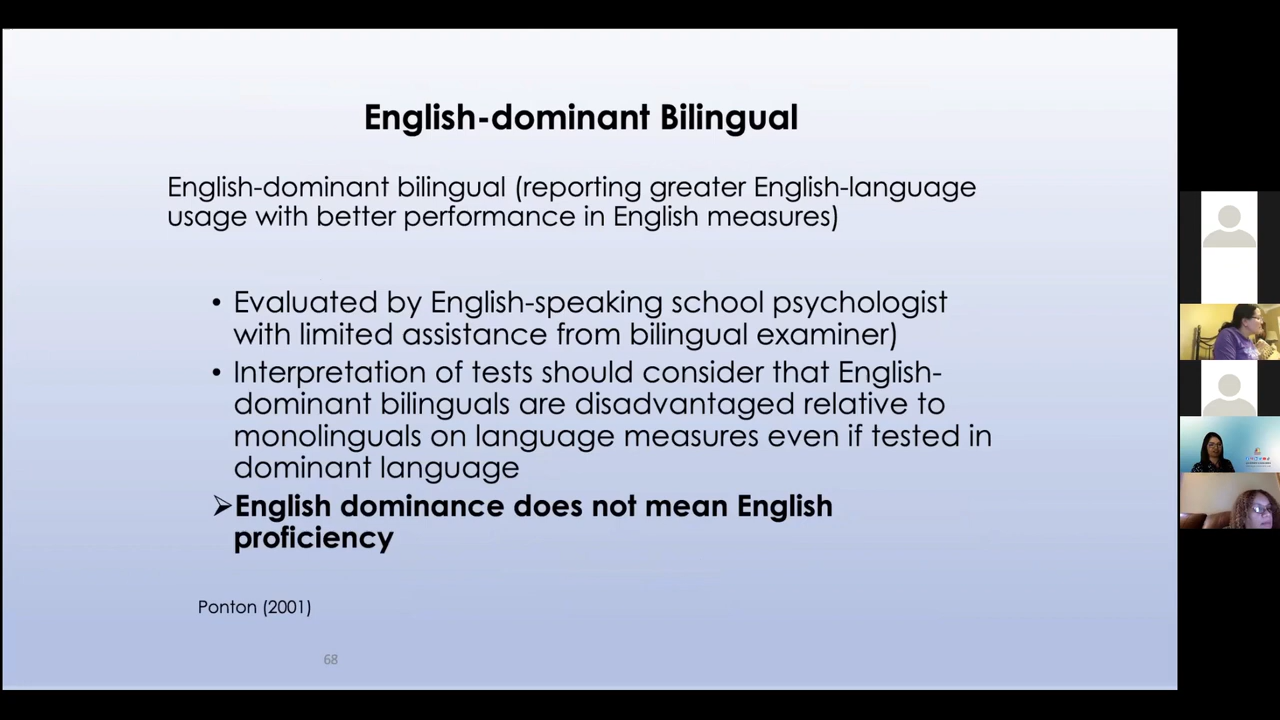 English-dominant Bilingual
English-dominant bilingual (reporting greater English-language
usage with better performance in English measures)
• Evaluated by English-speaking school psychologist
with limited assistance from bilingual examiner)
• Interpretation of tests should consider that English-
dominant bilinguals are disadvantaged relative to
monolinguals on language measures even if tested in
dominant language
➢English dominance does not mean English
proficiency
Ponton (2001)
68